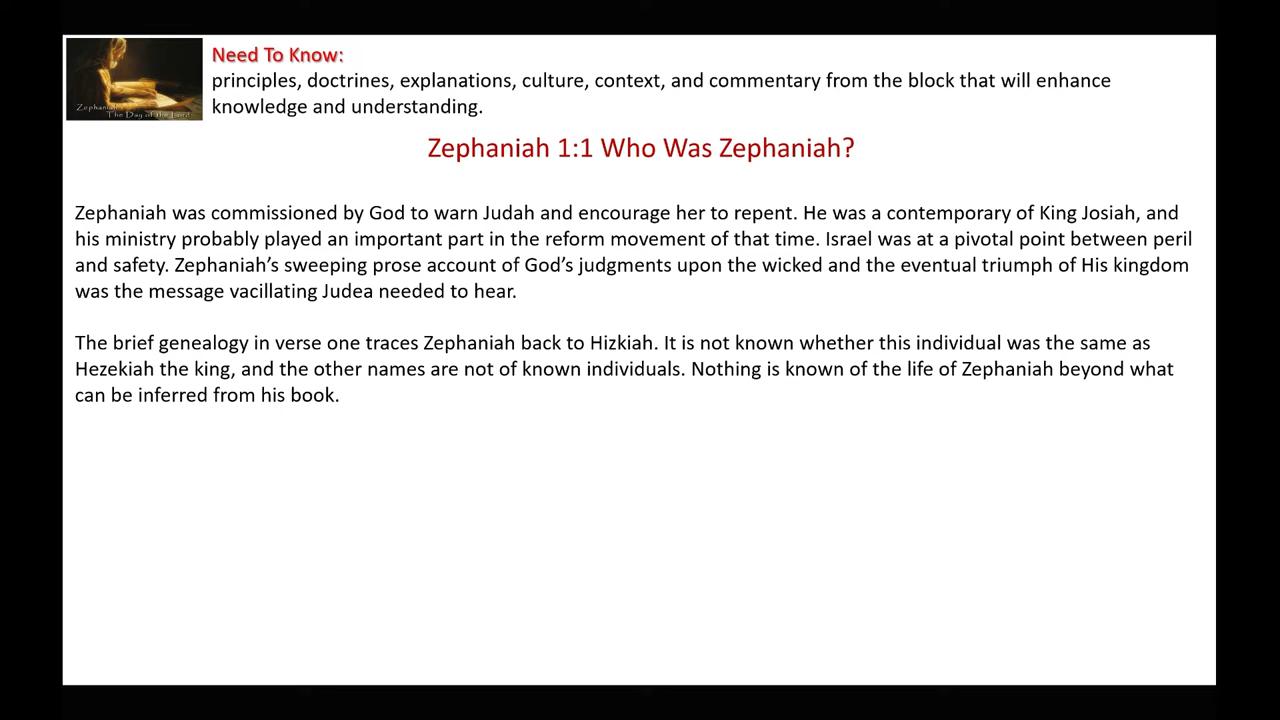 Need To Know:
principles, doctrines, explanations, culture, context, and commentary from the block that will enhance
knowledge and understanding.
Zephaniah
The Day of the Lord
Zephaniah 1:1 Who Was Zephaniah?
Zephaniah was commissioned by God to warn Judah and encourage her to repent. He was a contemporary of King Josiah, and
his ministry probably played an important part in the reform movement of that time. Israel was at a pivotal point between peril
and safety. Zephaniah’s sweeping prose account of God’s judgments upon the wicked and the eventual triumph of His kingdom
was the message vacillating Judea needed to hear.
The brief genealogy in verse one traces Zephaniah back to Hizkiah. It is not known whether this individual was the same as
Hezekiah the king, and the other names are not of known individuals. Nothing is known of the life of Zephaniah beyond what
can be inferred from his book.